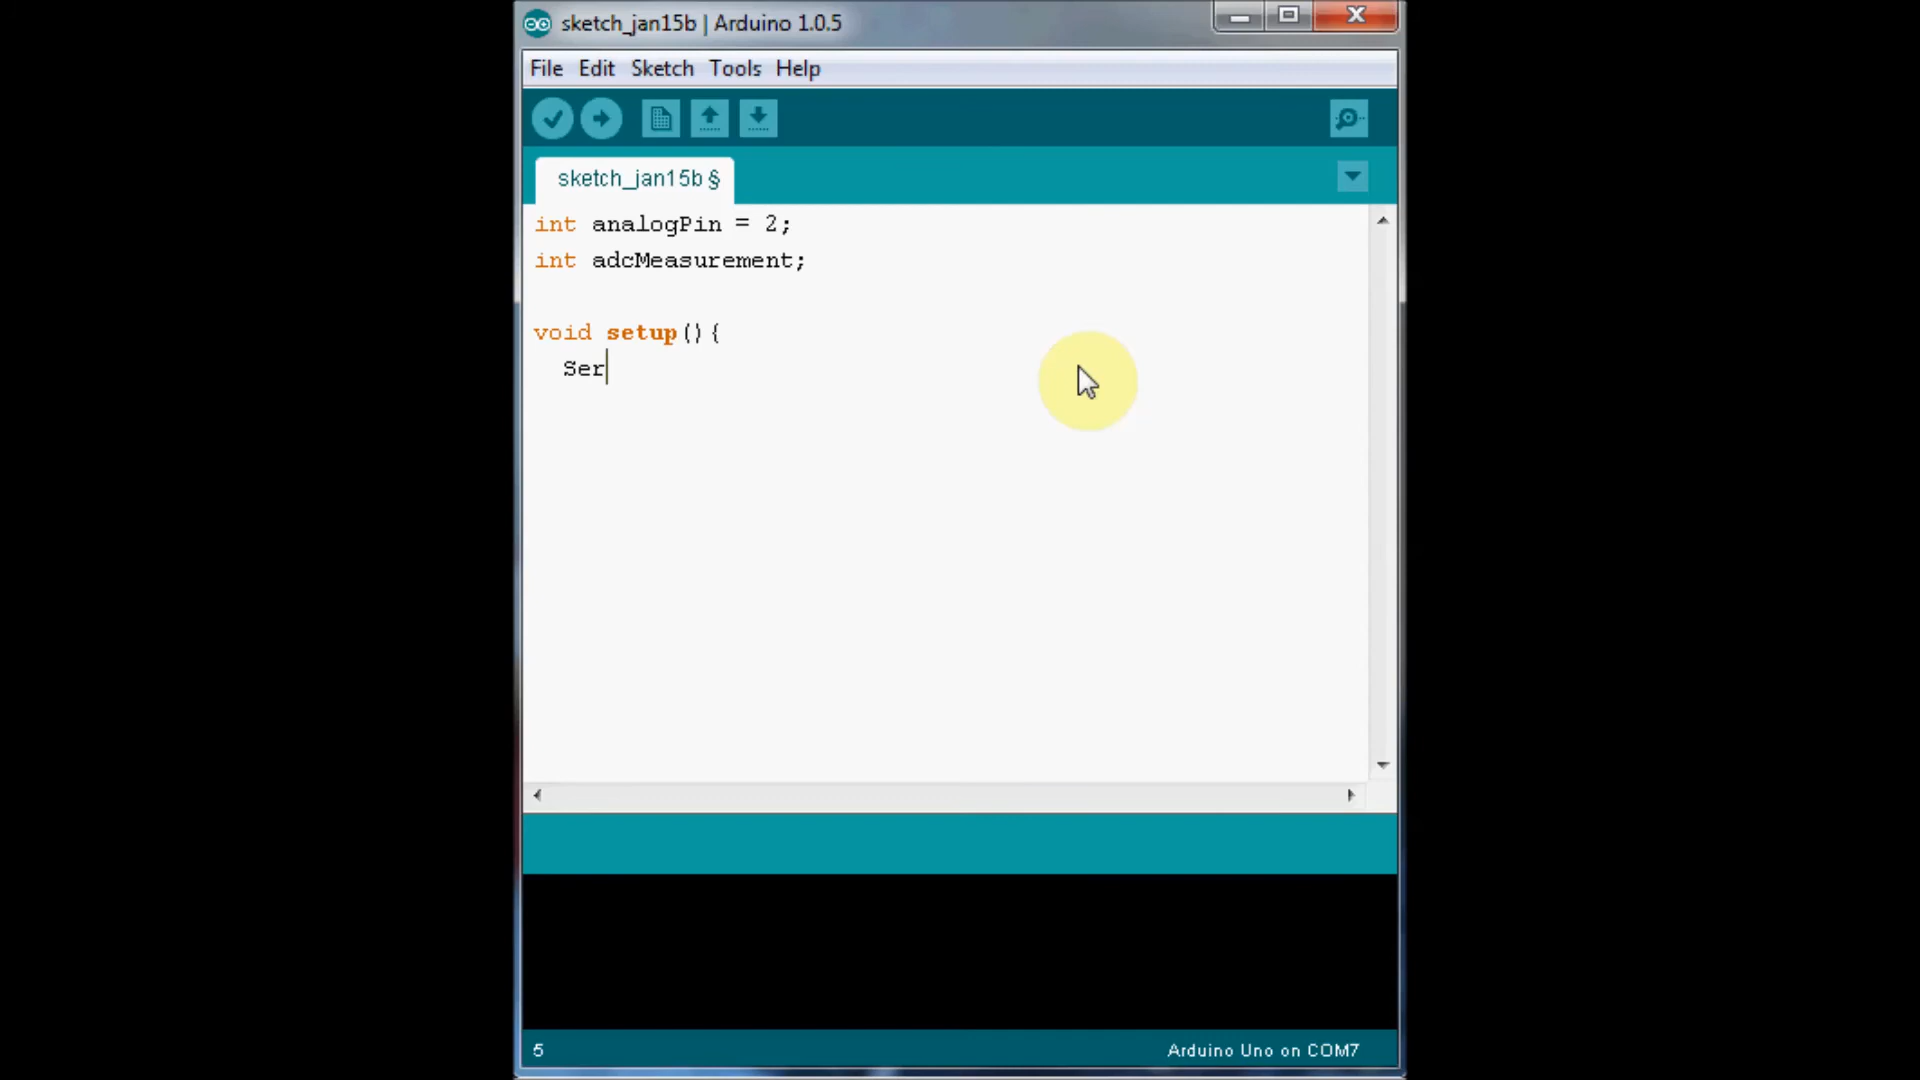 sketch_jan15b | Arduino 1.0.5
File Edit Sketch Tools Help
sketch_jan15b §
int analogPin = 2;
int adcMeasurement;
void setup(){
Ser
5
Arduino Uno on COM7